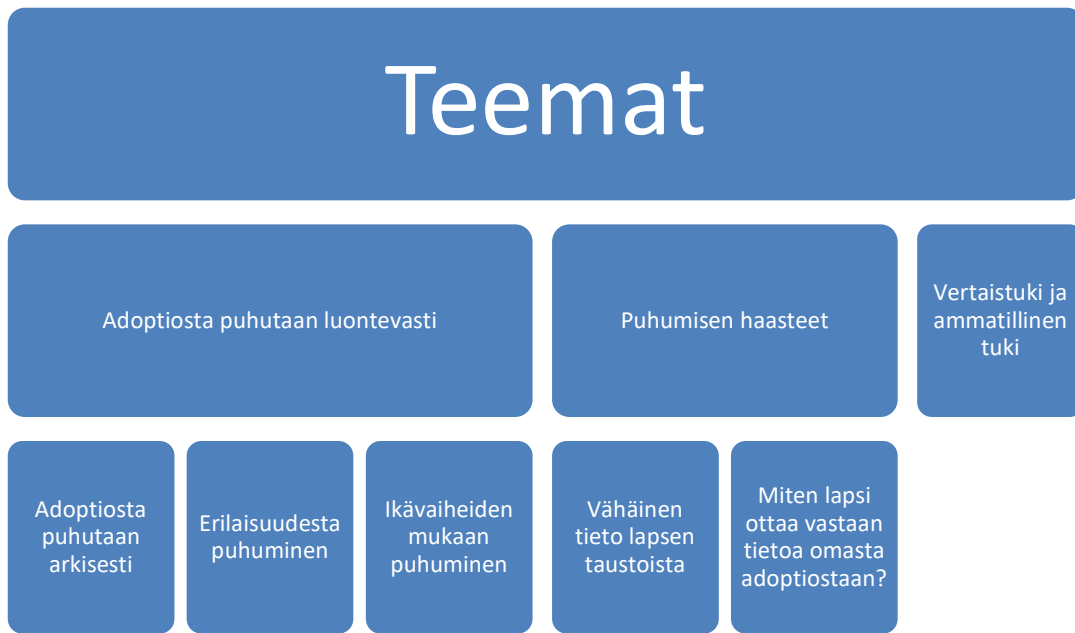 Teemat
Adoptiosta puhutaan luontevasti
Puhumisen haasteet
Vertaistuki ja
ammatillinen
tuki
Adoptiosta
puhutaan
arkisesti
Erilaisuudesta
puhuminen
Ikävaiheiden
mukaan
puhuminen
Vähäinen
tieto lapsen
taustoista
Miten lapsi
ottaa vastaan
tietoa omasta
adoptiostaan?